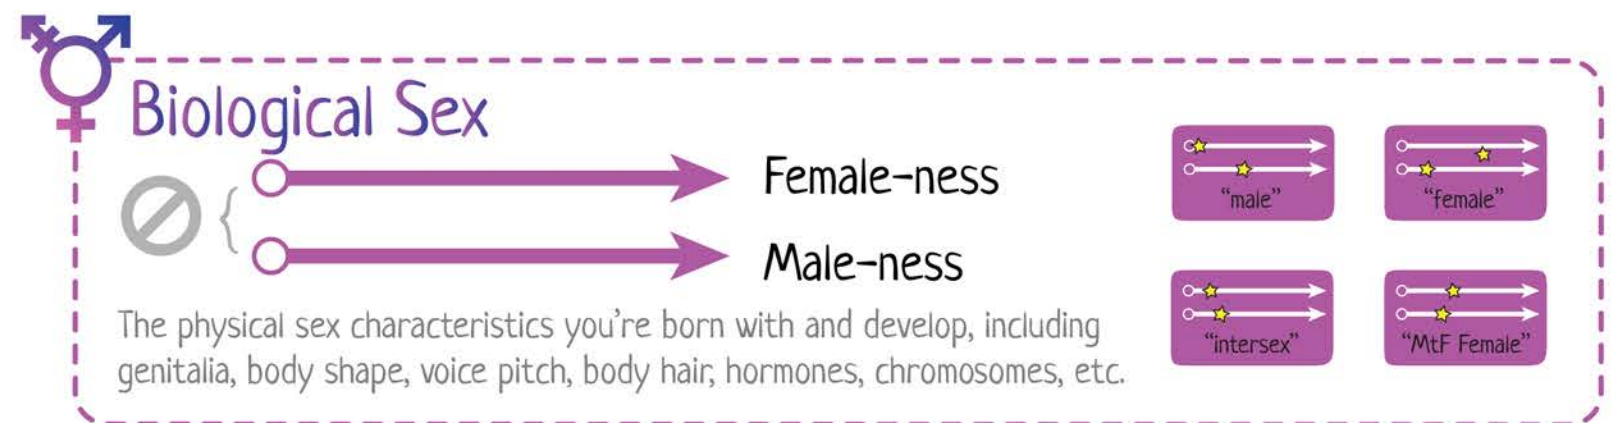 Biological Sex
Female-ness
Male-ness
The physical sex characteristics you're born with and develop, including
genitalia, body shape, voice pitch, body hair, hormones, chromosomes, etc.
“male”
“female”
“intersex”
“MtF Female”